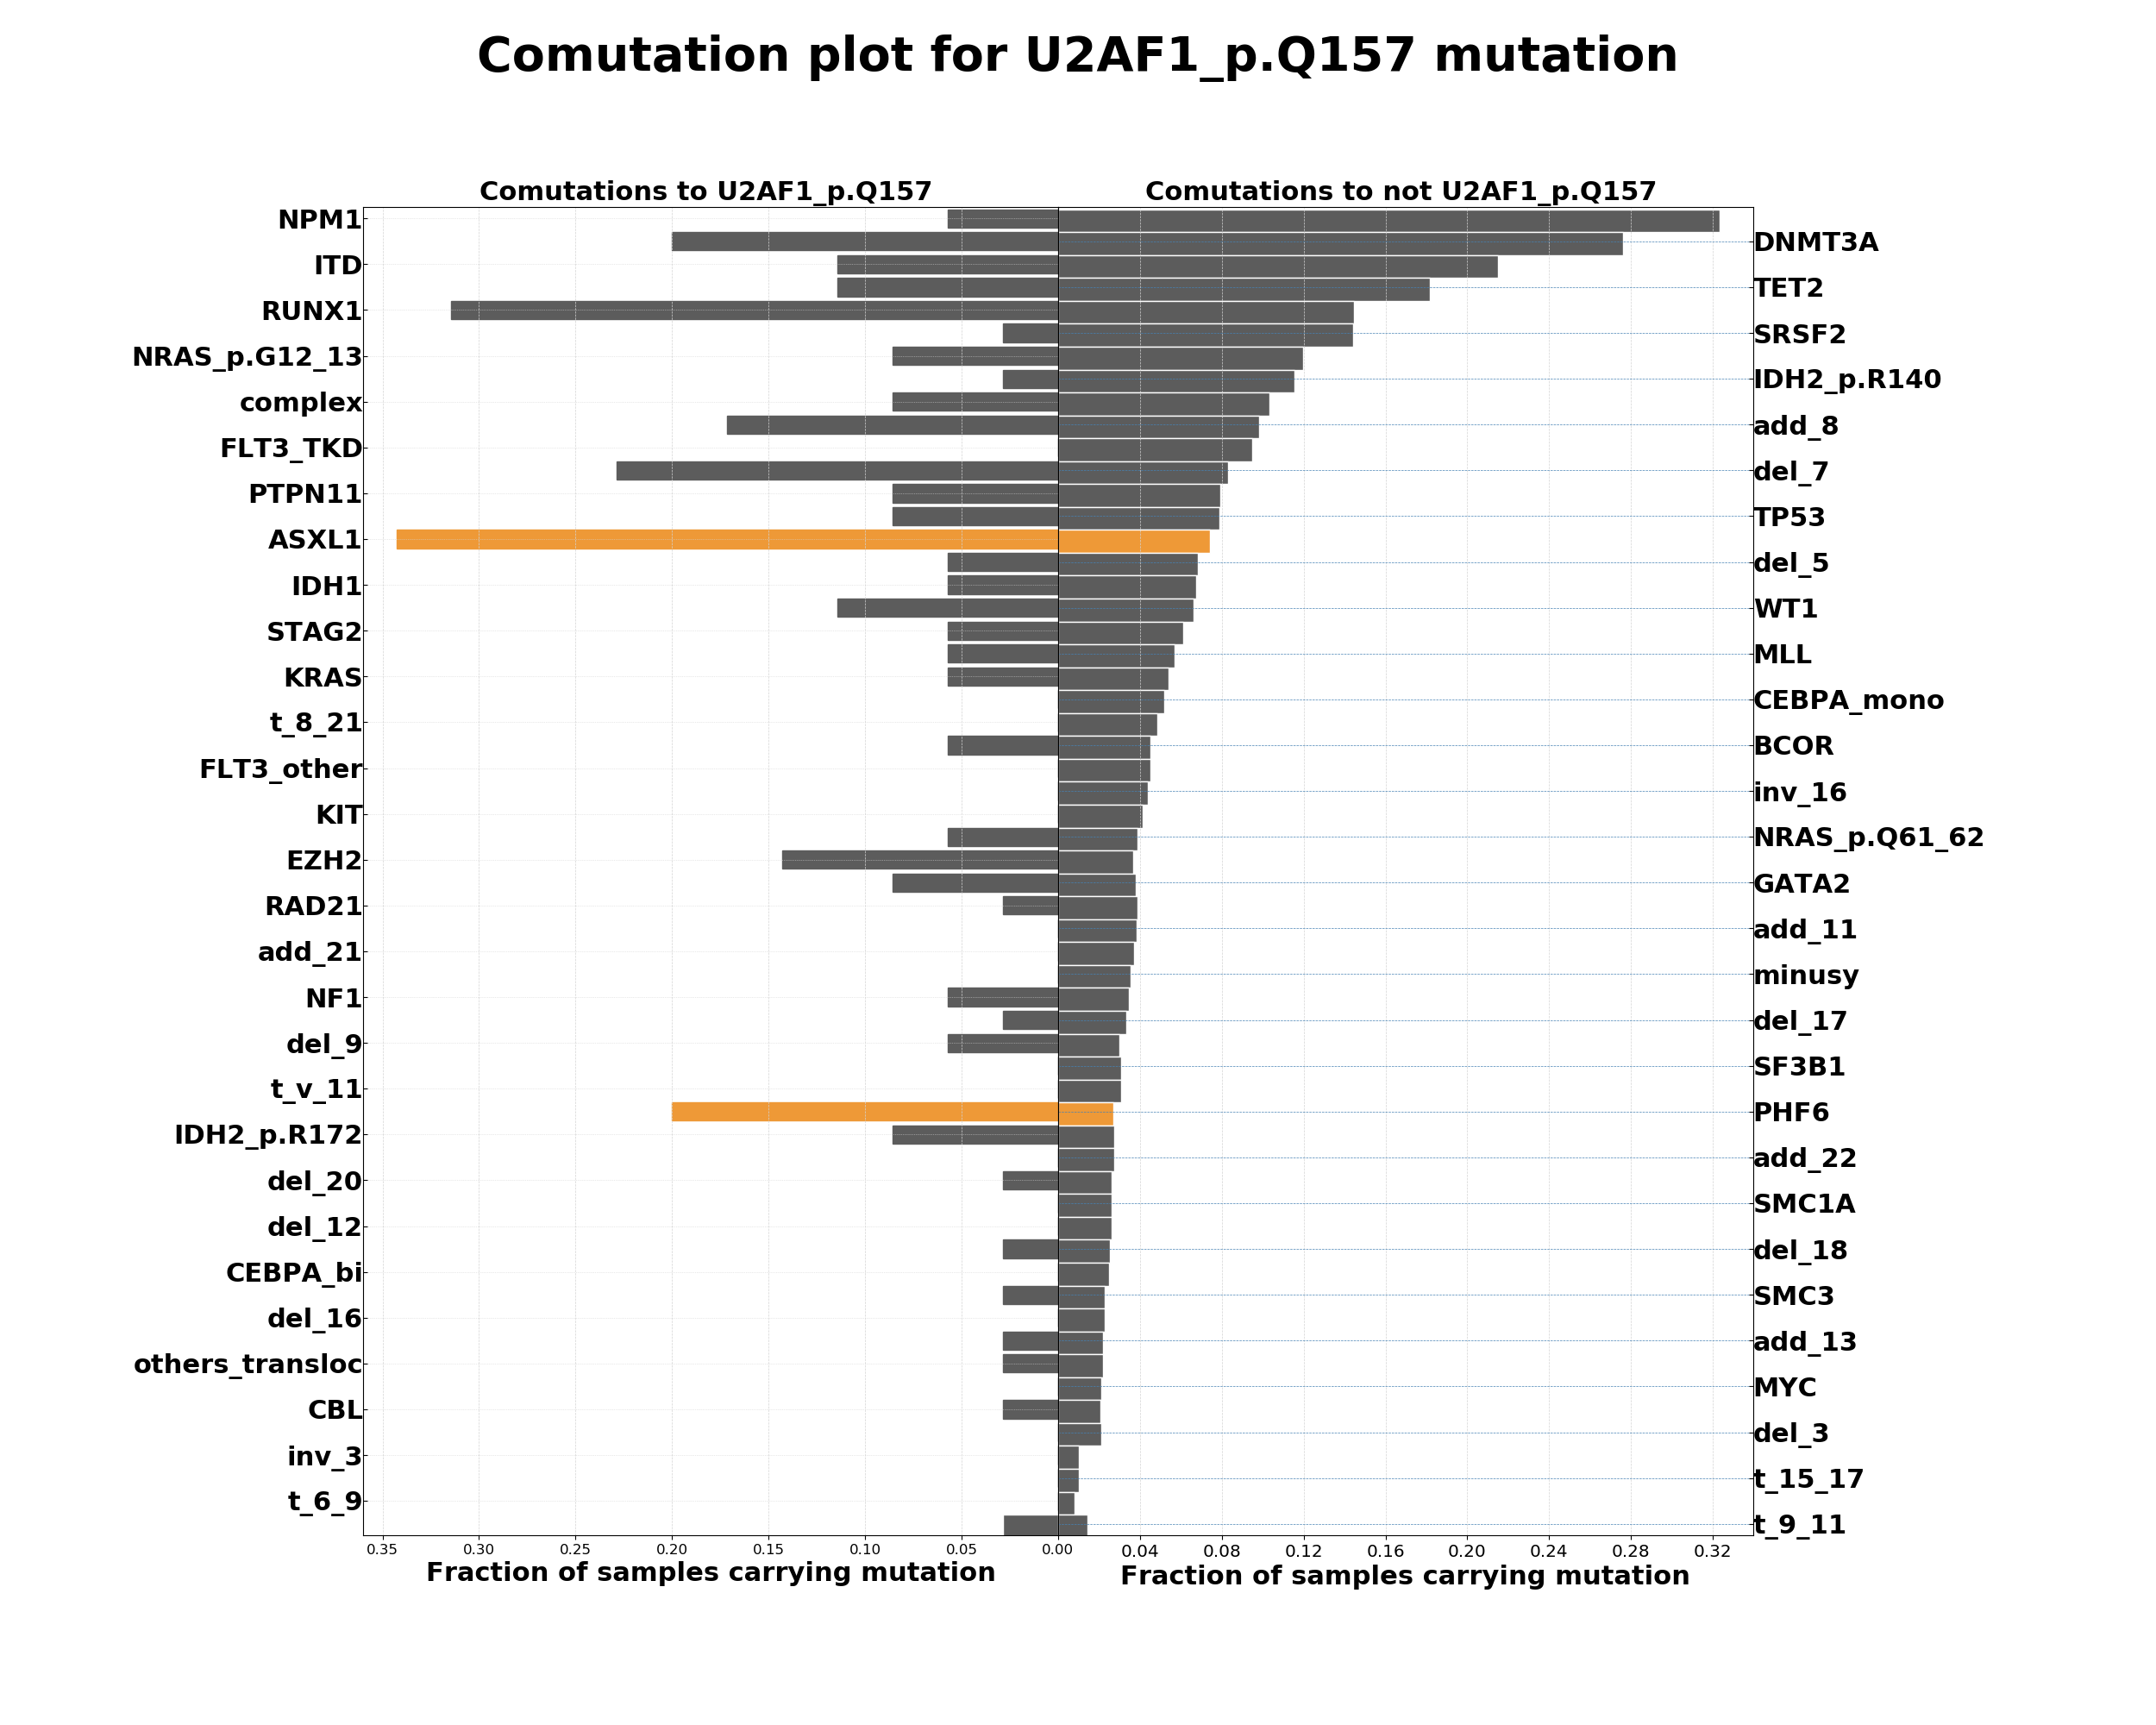 Comutation plot for U2AF1_p.Q157 mutation
Comutations to U2AF1_p.Q157
Comutations to not U2AF1_p.Q157
NPM1
DNMT3A
ITD
TET2
RUNX1
SRSF2
NRAS_p.G12_13
IDH2_p.R140
complex
add_8
FLT3_TKD
del_7
PTPN11
TP53
ASXL1
del_5
IDH1
WT1
STAG2
MLL
KRAS
CEBPA_mono
t_8_21
BCOR
FLT3_other
inv_16
KIT
NRAS_p.Q61_62
EZH2
GATA2
RAD21
add_11
add_21
minusy
NF1
del_17
del_9
SF3B1
t_v_11
PHF6
IDH2_p.R172
add_22
del_20
SMC1A
del_12
del_18
CEBPA_bi
SMC3
del_16
add_13
others_transloc
MYC
CBL
del_3
inv_3
t_15_17
t_6_9
t_9_11
0.35 0.30 0.25 0.20 0.15 0.10 0.05 0.00 0.04 0.08 0.12 0.16 0.20 0.24 0.28 0.32
Fraction of samples carrying mutation
Fraction of samples carrying mutation